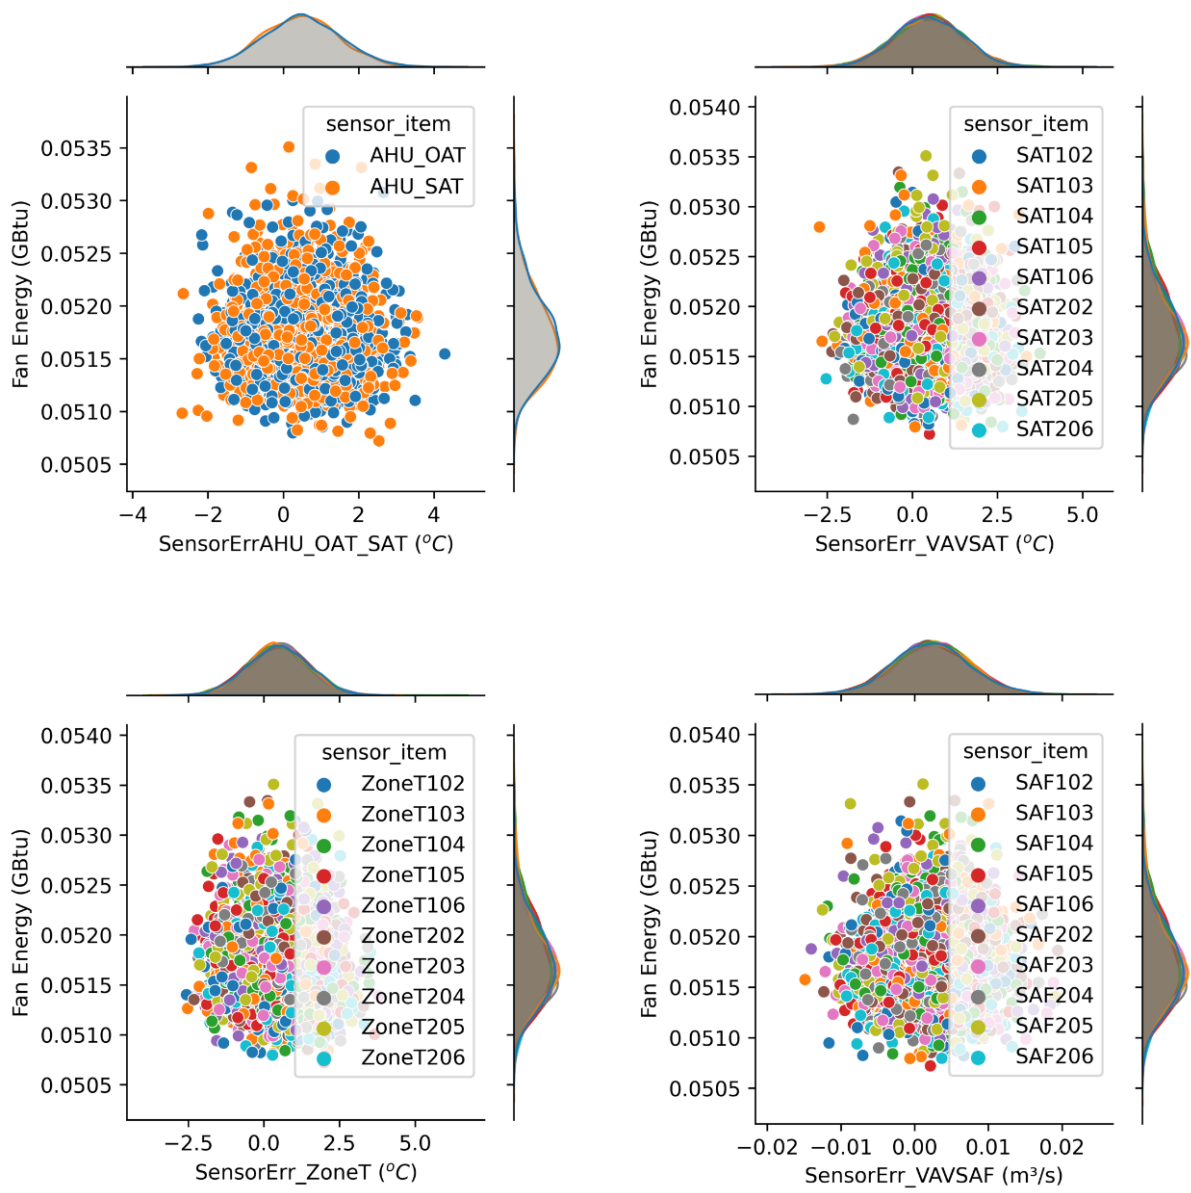 sensor_item
AHU_OAT
AHU_SAT
Fan Energy (GBtu)
0.0535
0.0530
0.0525
0.0520
0.0515
0.0510
0.0505
−4 −2 0 2 4
SensorErrAHU_OAT_SAT (°C)
sensor_item
SAT102
SAT103
SAT104
SAT105
SAT106
SAT202
SAT203
SAT204
SAT205
SAT206
Fan Energy (GBtu)
0.0540
0.0535
0.0530
0.0525
0.0520
0.0515
0.0510
0.0505
−2.5 0.0 2.5 5.0
SensorErr_VAVSAT (°C)
sensor_item
ZoneT102
ZoneT103
ZoneT104
ZoneT105
ZoneT106
ZoneT202
ZoneT203
ZoneT204
ZoneT205
ZoneT206
Fan Energy (GBtu)
0.0540
0.0535
0.0530
0.0525
0.0520
0.0515
0.0510
0.0505
−2.5 0.0 2.5 5.0
SensorErr_ZoneT (°C)
sensor_item
SAF102
SAF103
SAF104
SAF105
SAF106
SAF202
SAF203
SAF204
SAF205
SAF206
Fan Energy (GBtu)
0.0540
0.0535
0.0530
0.0525
0.0520
0.0515
0.0510
0.0505
−0.02 −0.01 0.00 0.01 0.02
SensorErr_VAVSAF (m³/s)